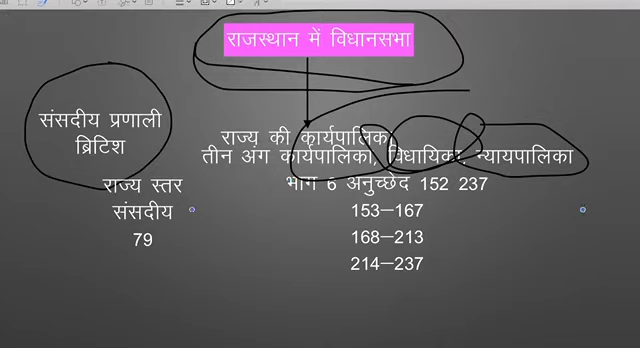 राजस्थान में विधानसभा
संसदीय प्रणाली
ब्रिटिश
राज्य की कार्यपालिका
तीन अंग कार्यपालिका, विधायिका, न्यायपालिका
राज्य स्तर
संसदीय
79
भाग 6 अनुच्छेद 152 237
153–167
168–213
214–237